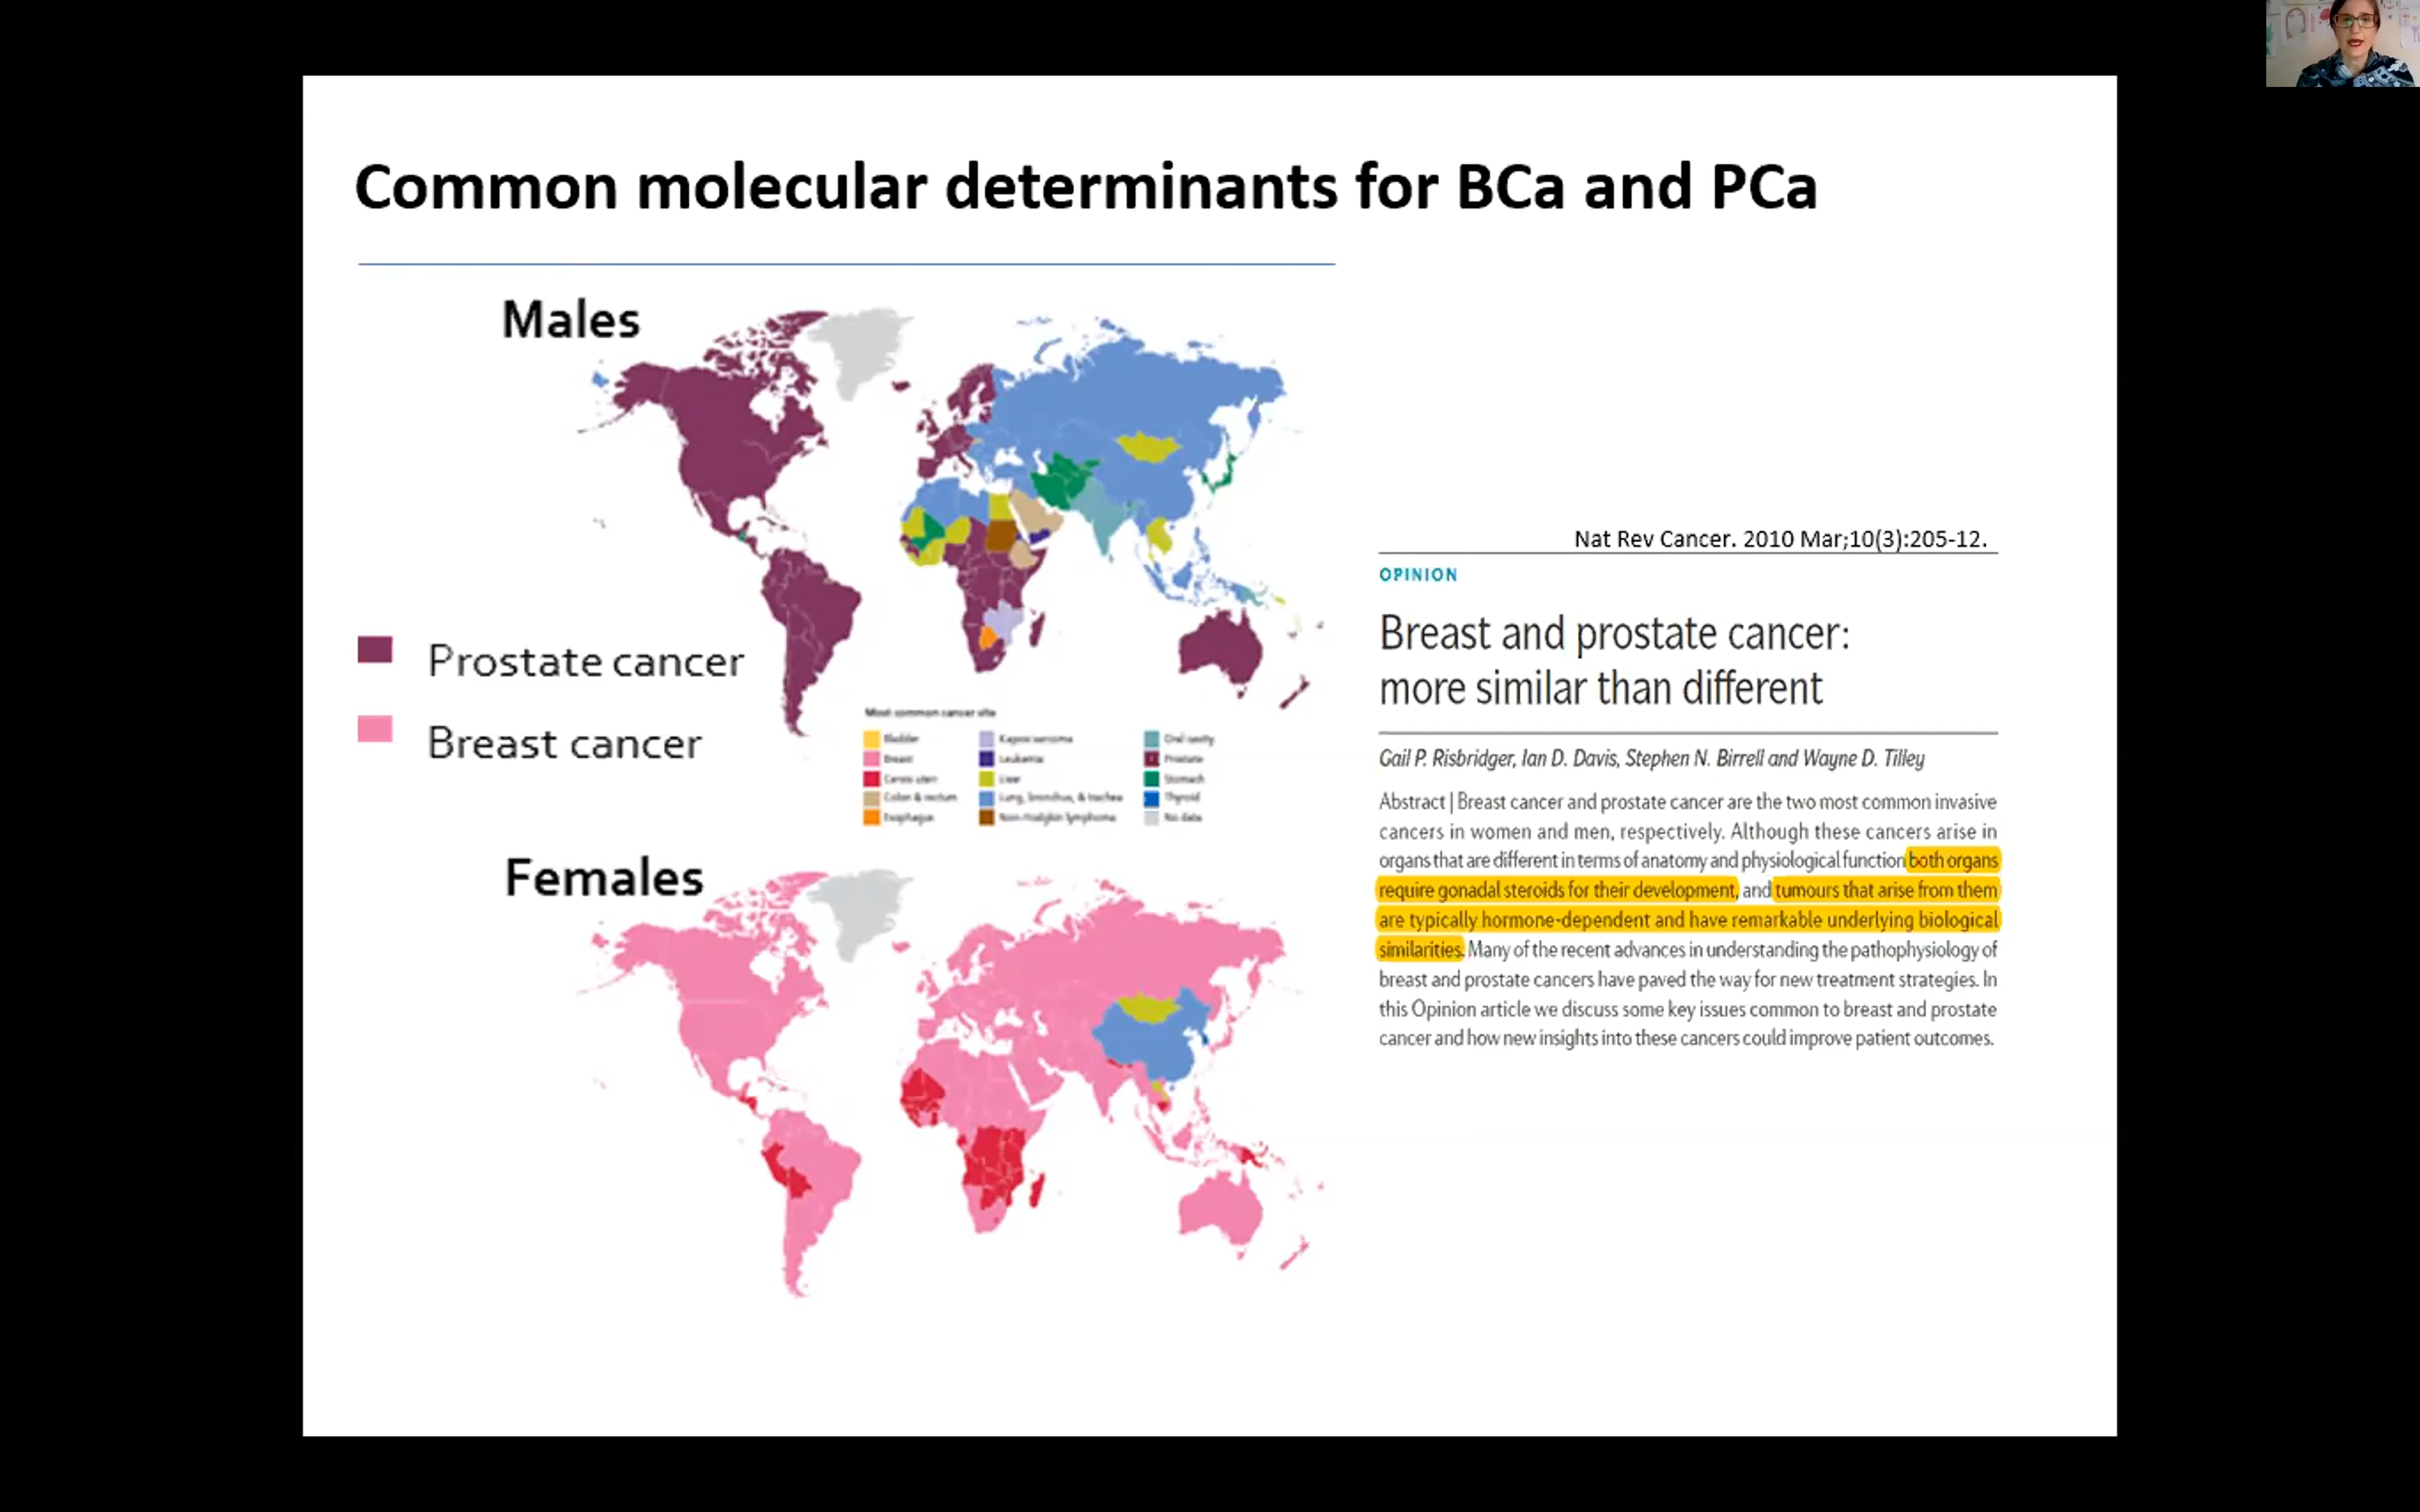 Common molecular determinants for BCa and PCa
Males
Prostate cancer
Breast cancer
Most common cancer site
Bladder
Breast
Cervix uteri
Colon & rectum
Esophagus
Kaposi sarcoma
Leukemia
Liver
Lung, bronchus, & trachea
Non-Hodgkin lymphoma
Oral cavity
Prostate
Stomach
Thyroid
No data
Females
Nat Rev Cancer. 2010 Mar;10(3):205-12.
OPINION
Breast and prostate cancer:
more similar than different
Gail P. Risbridger, Ian D. Davis, Stephen N. Birrell and Wayne D. Tilley
Abstract | Breast cancer and prostate cancer are the two most common invasive
cancers in women and men, respectively. Although these cancers arise in
organs that are different in terms of anatomy and physiological function both organs
require gonadal steroids for their development, and tumours that arise from them
are typically hormone-dependent and have remarkable underlying biological
similarities. Many of the recent advances in understanding the pathophysiology of
breast and prostate cancers have paved the way for new treatment strategies. In
this Opinion article we discuss some key issues common to breast and prostate
cancer and how new insights into these cancers could improve patient outcomes.